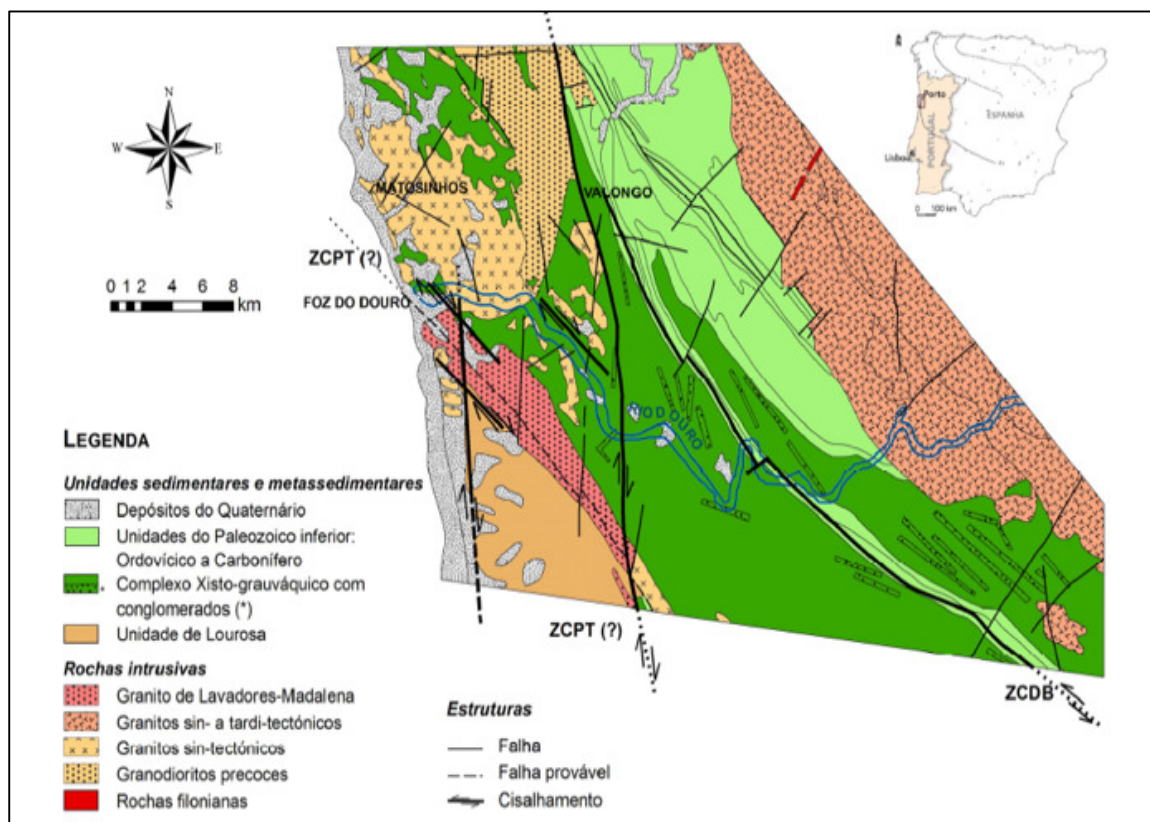 N
W E
S
0 1 2 4 6 8
km
MATOSINHOS
VALONGO
ZCPT (?)
FOZ DO DOURO
RIO DOURO
ZCPT (?)
ZCDB
Porto
ESPANHA
PORTUGAL
Lisboa
0 100 km
LEGENDA
Unidades sedimentares e metassedimentares
Depósitos do Quaternário
Unidades do Paleozoico inferior:
Ordovícico a Carbonífero
Complexo Xisto-grauváquico com
conglomerados (*)
Unidade de Lourosa
Rochas intrusivas
Granito de Lavadores-Madalena
Granitos sin- a tardi-tectónicos
Granitos sin-tectónicos
Granodioritos precoces
Rochas filonianas
Estruturas
Falha
Falha provável
Cisalhamento